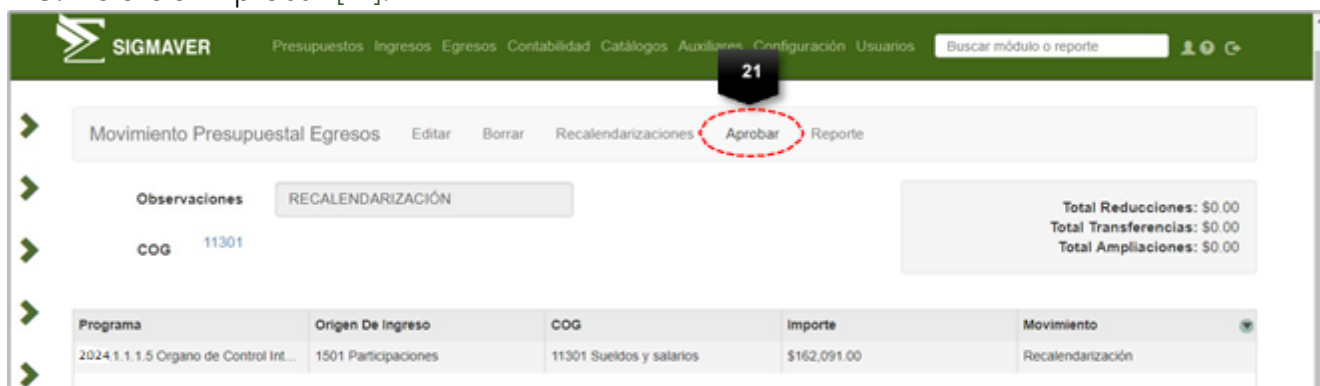 SIGMAVER Presupuestos Ingresos Egresos Contabilidad Catálogos Auxiliares Configuración Usuarios Buscar módulo o reporte
21
Movimiento Presupuestal Egresos Editar Borrar Recalendarizaciones Aprobar Reporte
Observaciones RECALENDARIZACIÓN
Total Reducciones: $0.00
Total Transferencias: $0.00
COG 11301
Total Ampliaciones: $0.00
Programa Origen De Ingreso COG Importe Movimiento
2024.1.1.1.5 Organo de Control Int... 1501 Participaciones 11301 Sueldos y salarios $162,091.00 Recalendarización